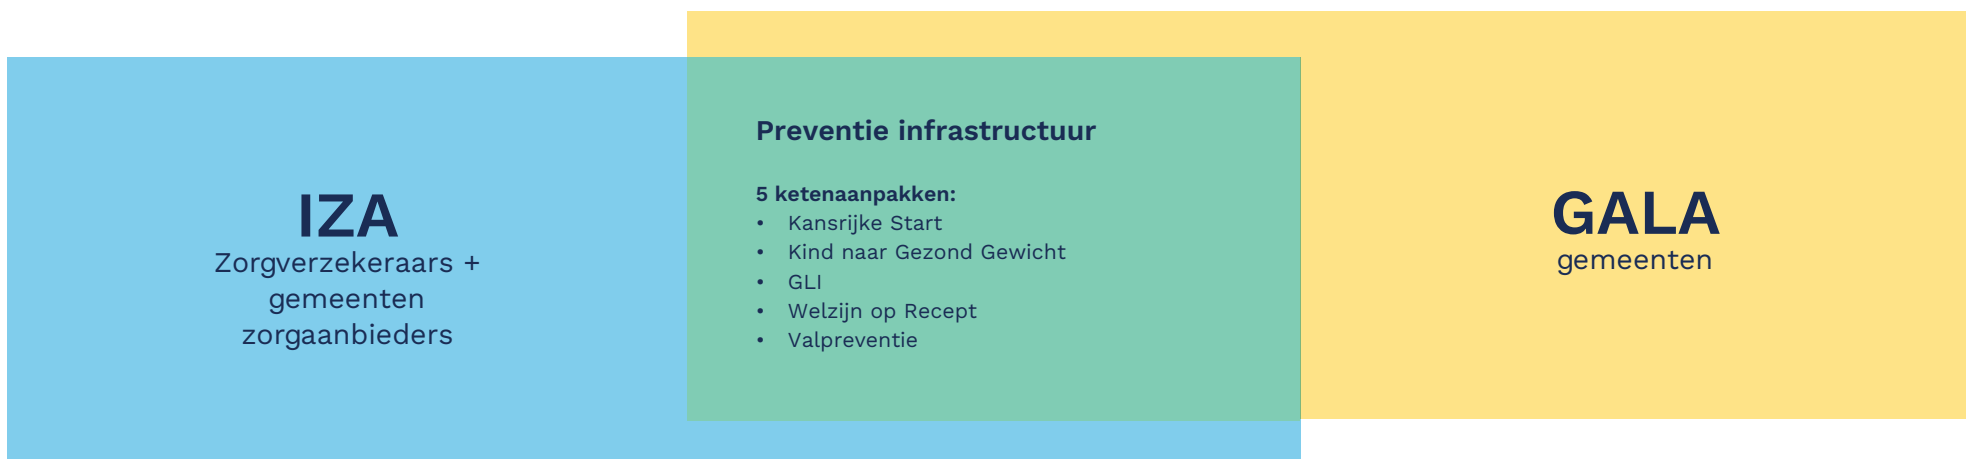 IZA
Zorgverzekeraars +
gemeenten
zorgaanbieders
Preventie infrastructuur
5 ketenaanpakken:
• Kansrijke Start
• Kind naar Gezond Gewicht
• GLI
• Welzijn op Recept
• Valpreventie
GALA
gemeenten